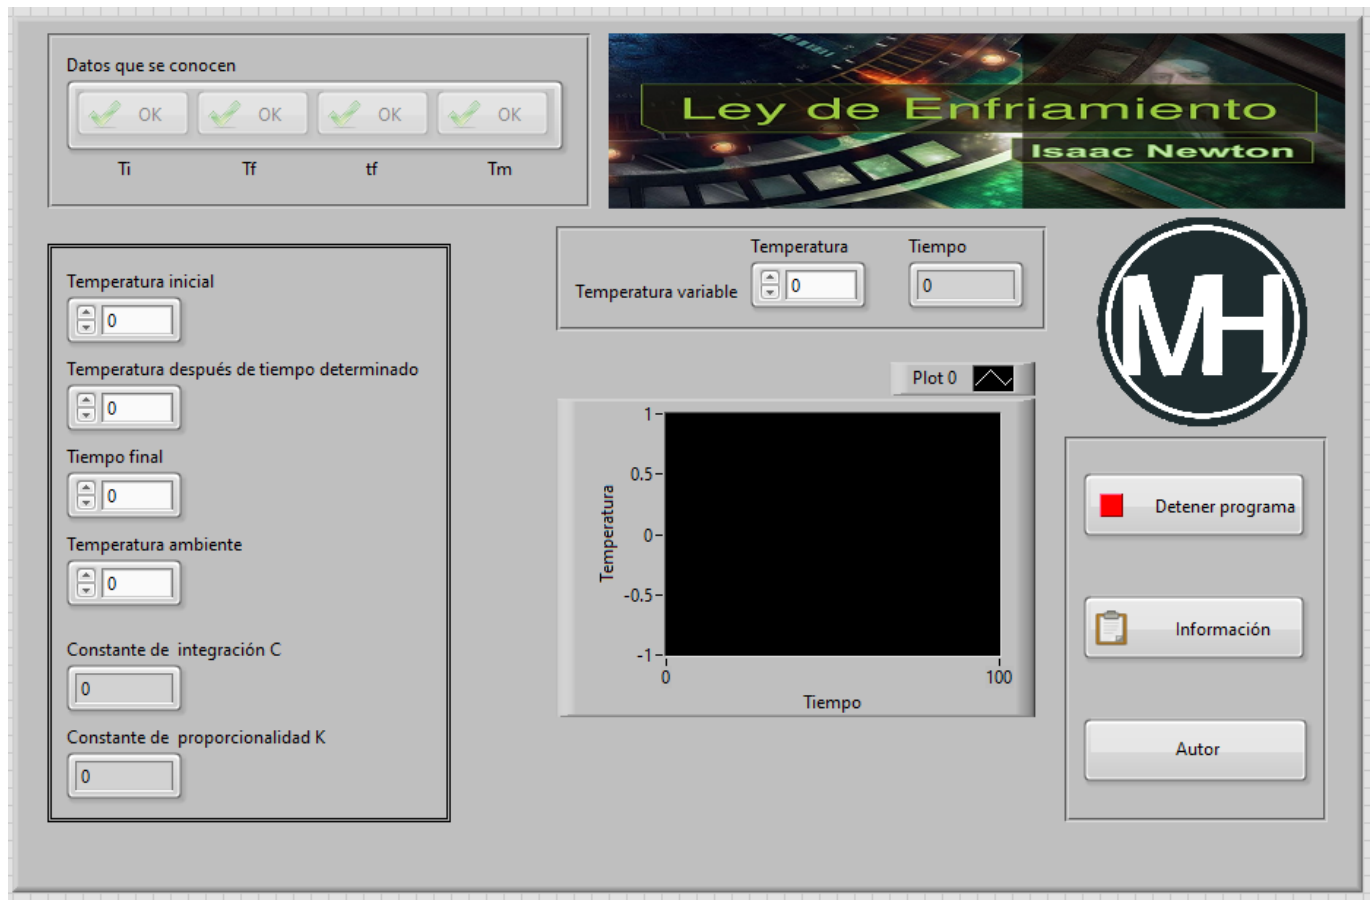 Datos que se conocen
OK OK OK OK
Ti Tf tf Tm
Ley de Enfriamiento
Isaac Newton
Temperatura inicial
0
Temperatura después de tiempo determinado
0
Tiempo final
0
Temperatura ambiente
0
Constante de integración C
0
Constante de proporcionalidad K
0
Temperatura Tiempo
Temperatura variable 0 0
Plot 0
1
0.5
0
-0.5
-1
Temperatura
0 100
Tiempo
MH
Detener programa
Información
Autor